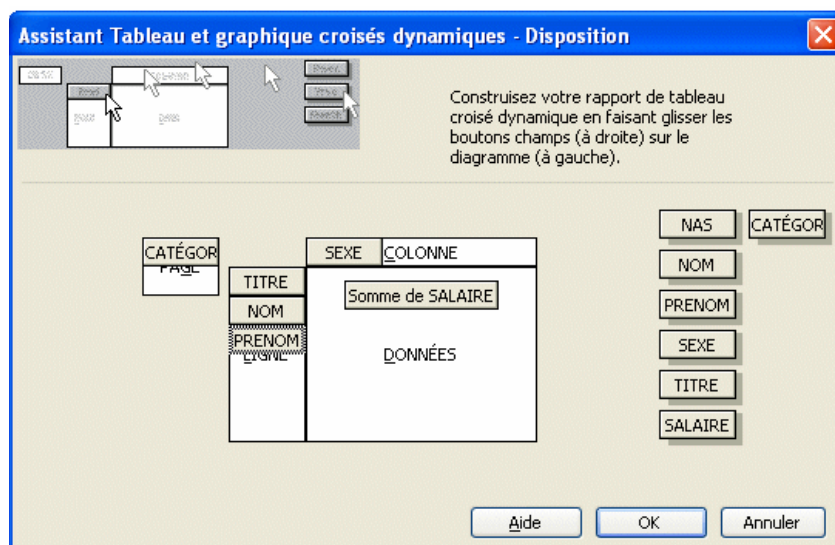 Assistant Tableau et graphique croisés dynamiques - Disposition
Construisez votre rapport de tableau
croisé dynamique en faisant glisser les
boutons champs (à droite) sur le
diagramme (à gauche).
NAS CATÉGOR
CATÉGOR SEXE COLONNE
PAGE
NOM
TITRE
Somme de SALAIRE
PRENOM
NOM
PRENOM
LIGNE
DONNÉES
SEXE
TITRE
SALAIRE
Aide OK Annuler